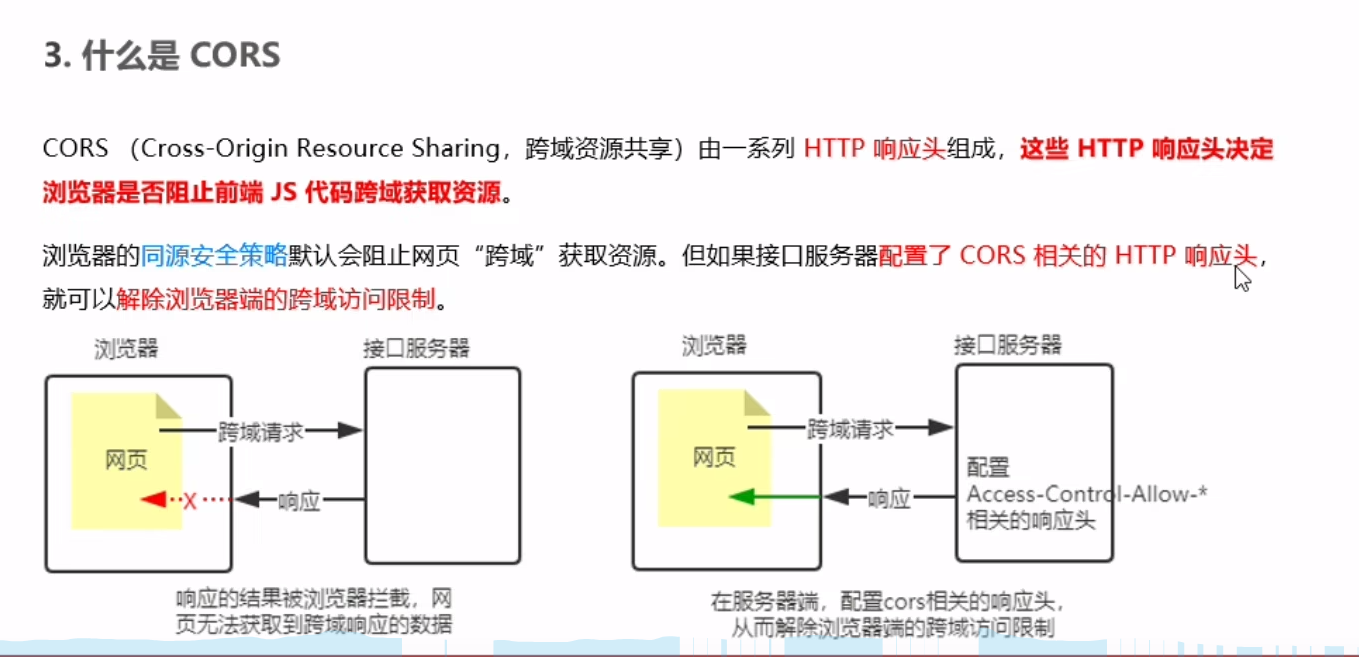 3. 什么是 CORS
CORS （Cross-Origin Resource Sharing，跨域资源共享）由一系列 HTTP 响应头组成，这些 HTTP 响应头决定
浏览器是否阻止前端 JS 代码跨域获取资源。
浏览器的同源安全策略默认会阻止网页“跨域”获取资源。但如果接口服务器配置了 CORS 相关的 HTTP 响应头，
就可以解除浏览器端的跨域访问限制。
浏览器
接口服务器
跨域请求
网页
X
响应
响应的结果被浏览器拦截，网
页无法获取到跨域响应的数据
浏览器
接口服务器
跨域请求
网页
响应
配置
Access-Control-Allow-*
相关的响应头
在服务器端，配置cors相关的响应头，
从而解除浏览器端的跨域访问限制